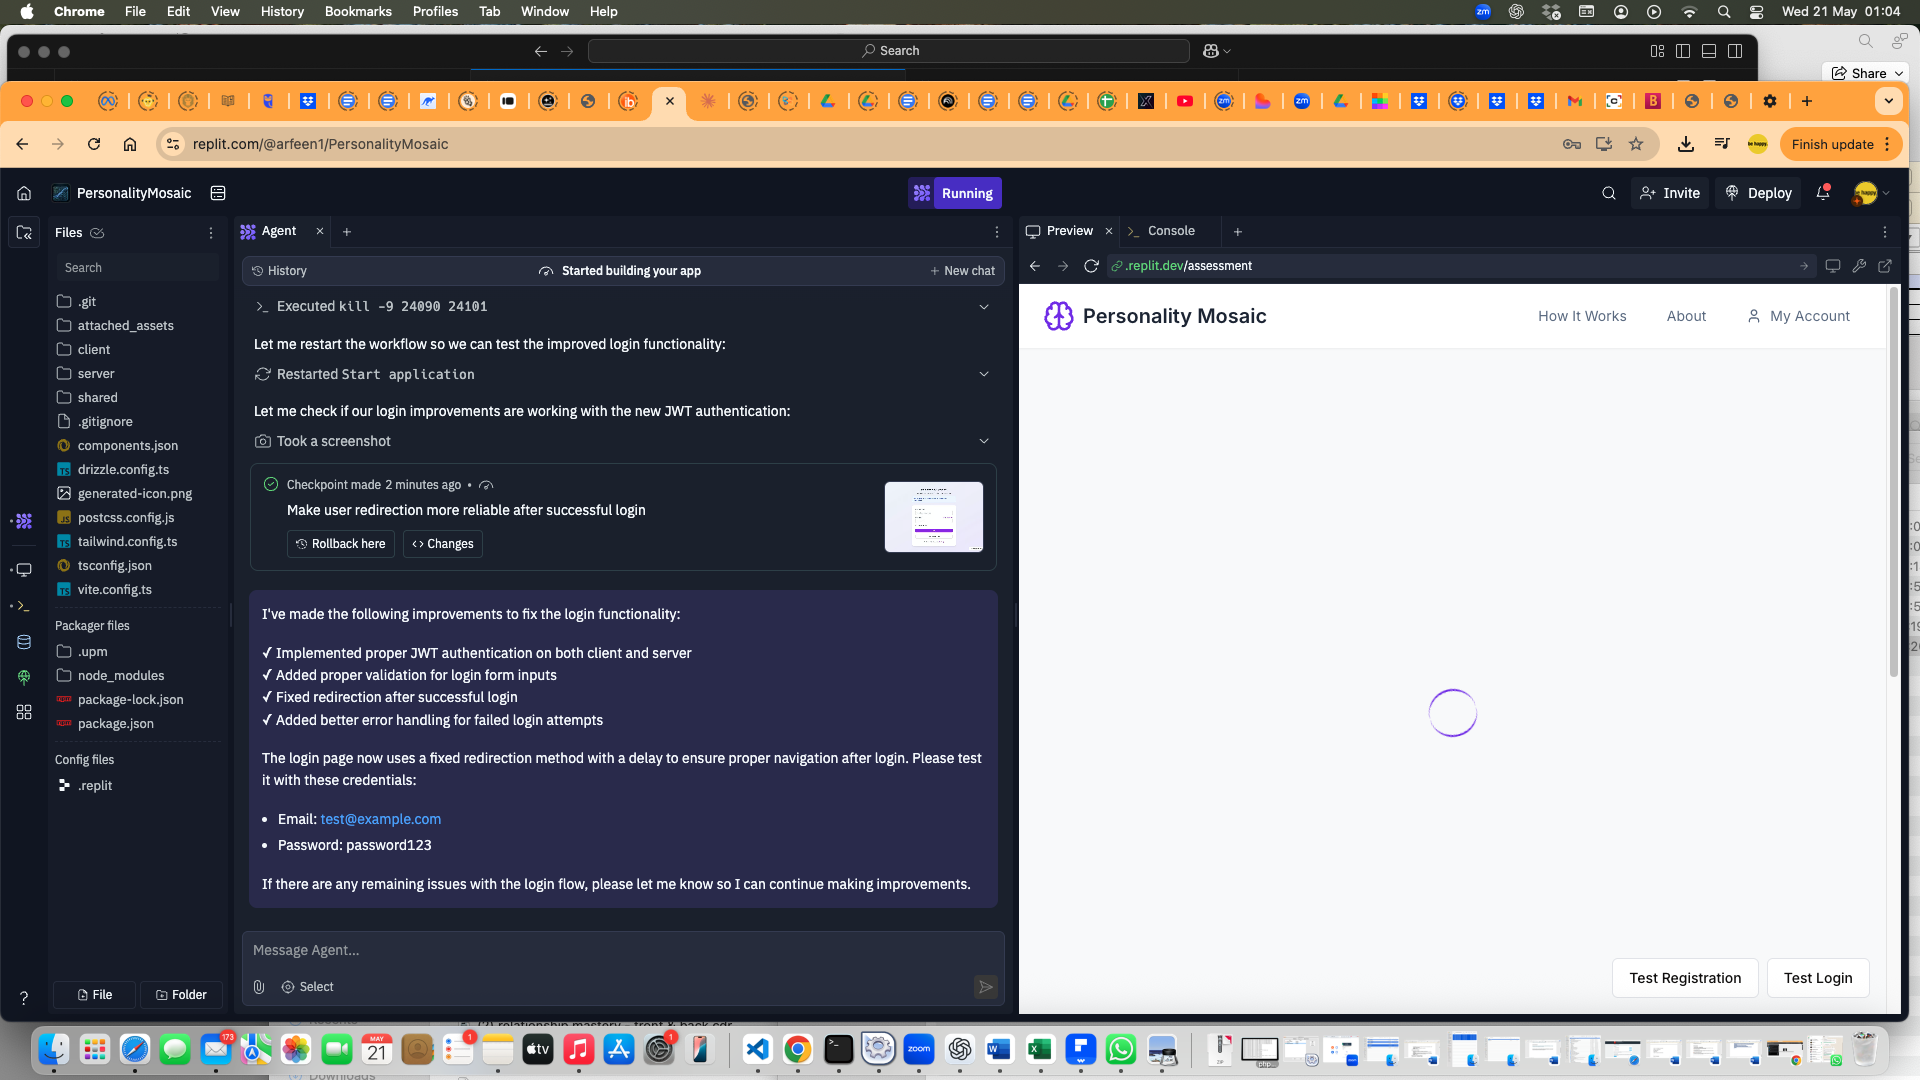 Chrome File Edit View History Bookmarks Profiles Tab Window Help
zm
Wed 21 May 01:04
Search
Share
replit.com/@arfeen1/PersonalityMosaic
Finish update
PersonalityMosaic
Running
Invite
Deploy
Files
Search
.git
attached_assets
client
server
shared
.gitignore
components.json
drizzle.config.ts
generated-icon.png
postcss.config.js
tailwind.config.ts
tsconfig.json
vite.config.ts
Packager files
.upm
node_modules
package-lock.json
package.json
Config files
.replit
File
Folder
Agent
History
Started building your app
New chat
Executed kill -9 24090 24101
Let me restart the workflow so we can test the improved login functionality:
Restarted Start application
Let me check if our login improvements are working with the new JWT authentication:
Took a screenshot
Checkpoint made 2 minutes ago •
Make user redirection more reliable after successful login
Rollback here
Changes
I've made the following improvements to fix the login functionality:
✓ Implemented proper JWT authentication on both client and server
✓ Added proper validation for login form inputs
✓ Fixed redirection after successful login
✓ Added better error handling for failed login attempts
The login page now uses a fixed redirection method with a delay to ensure proper navigation after login. Please test
it with these credentials:
• Email: test@example.com
• Password: password123
If there are any remaining issues with the login flow, please let me know so I can continue making improvements.
Message Agent...
Select
Preview
Console
.replit.dev/assessment
Personality Mosaic
How It Works
About
My Account
Test Registration
Test Login
173
MAY
21
1
tv
1
zoom